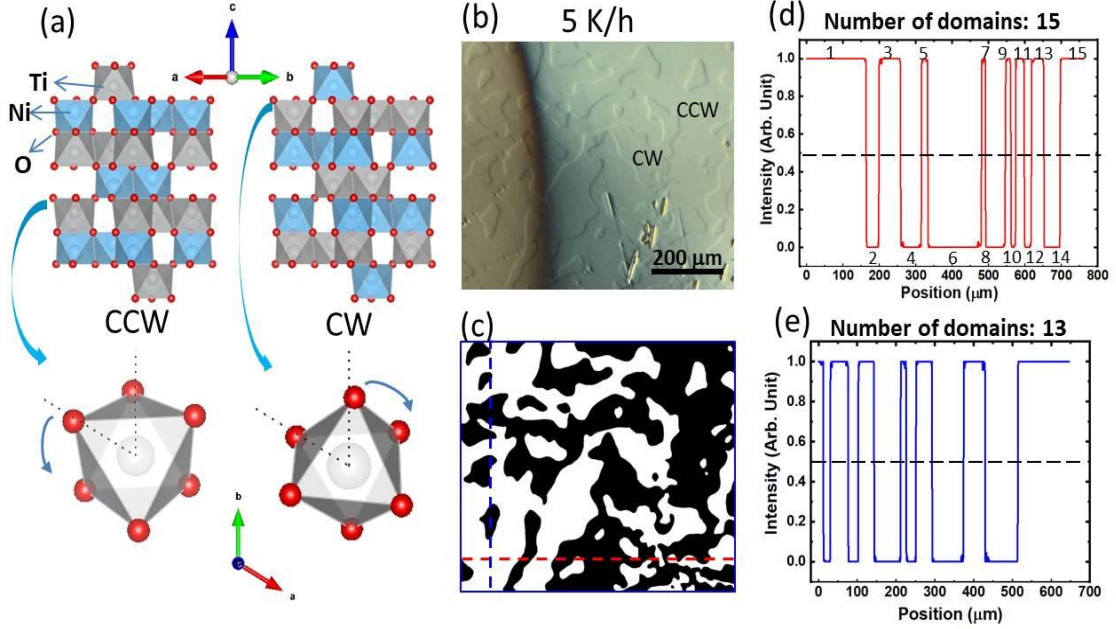 (a)
c
a
b
Ti
Ni
O
CCW
CW
b
a
(b)
5 K/h
CCW
CW
200 μm
(c)
(d)
Number of domains: 15
Intensity (Arb. Unit)
1.0
0.8
0.6
0.4
0.2
0.0
1
3
5
7
9
11
13
15
2
4
6
8
10
12
14
0
100
200
300
400
500
600
700
800
Position (μm)
(e)
Number of domains: 13
Intensity (Arb. Unit)
1.0
0.8
0.6
0.4
0.2
0.0
0
100
200
300
400
500
600
700
Position (μm)